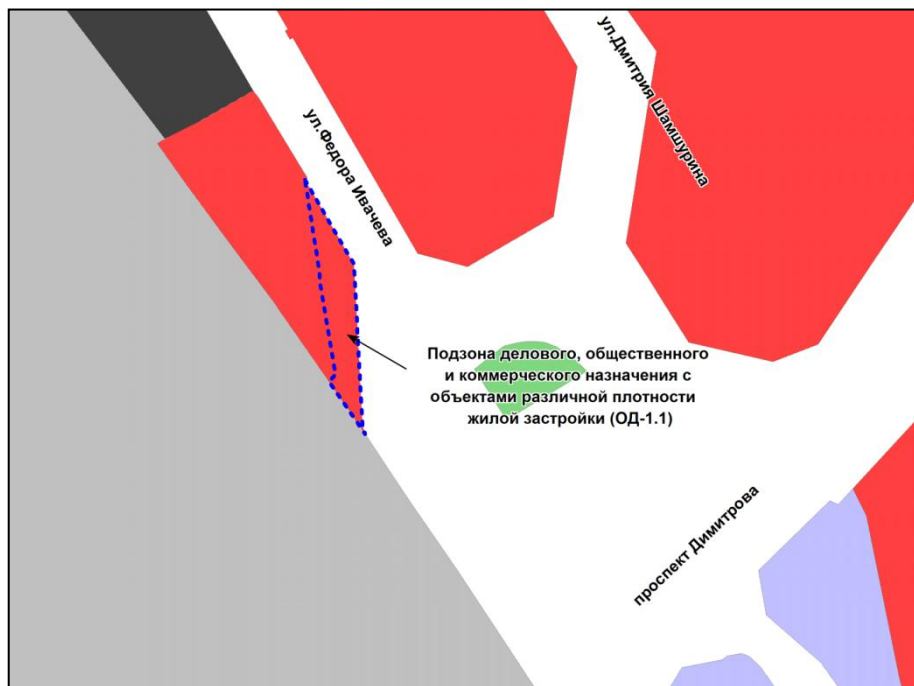 ул.Дмитрия Шамшурина
ул.Федора Ивачева
Подзона делового, общественного
и коммерческого назначения с
объектами различной плотности
жилой застройки (ОД-1.1)
проспект Димитрова